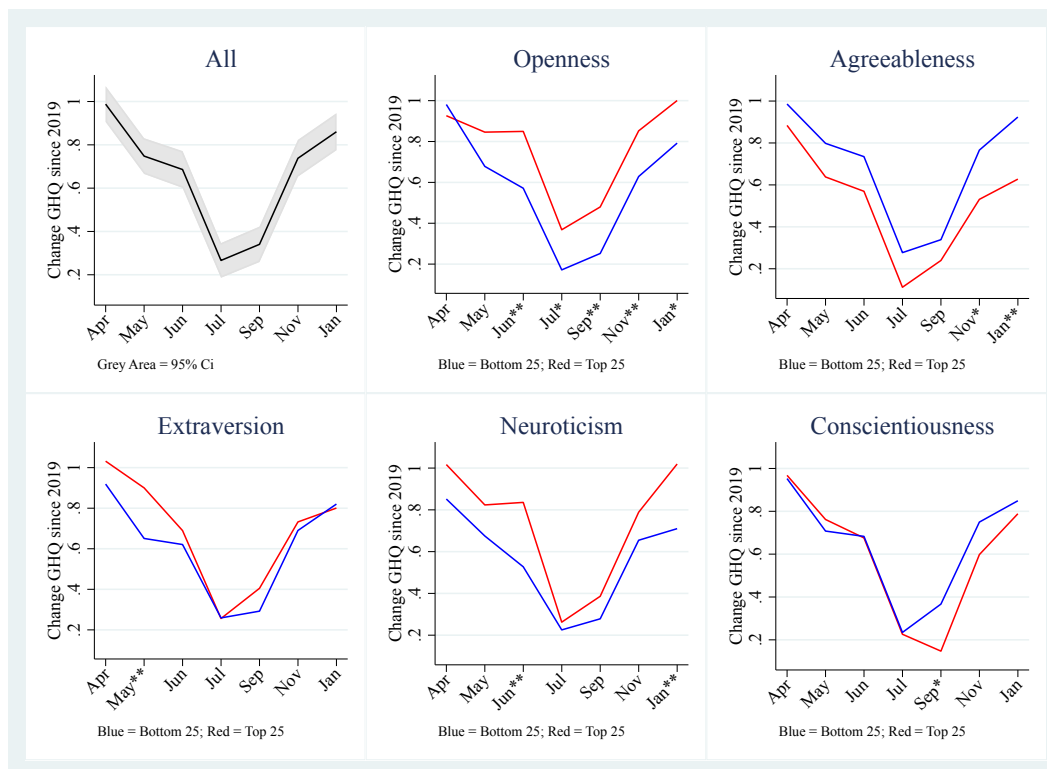 All
Change GHQ since 2019
1
.8
.6
.4
.2
Apr May Jun Jul Sep Nov Jan
Grey Area = 95% Ci
Openness
Change GHQ since 2019
1
.8
.6
.4
.2
Apr May Jun** Jul* Sep** Nov** Jan*
Blue = Bottom 25; Red = Top 25
Agreeableness
Change GHQ since 2019
1
.8
.6
.4
.2
Apr May Jun Jul Sep Nov* Jan**
Blue = Bottom 25; Red = Top 25
Extraversion
Change GHQ since 2019
1
.8
.6
.4
.2
Apr May** Jun Jul Sep Nov Jan
Blue = Bottom 25; Red = Top 25
Neuroticism
Change GHQ since 2019
1
.8
.6
.4
.2
Apr May Jun** Jul Sep Nov Jan**
Blue = Bottom 25; Red = Top 25
Conscientiousness
Change GHQ since 2019
1
.8
.6
.4
.2
Apr May Jun Jul Sep* Nov Jan
Blue = Bottom 25; Red = Top 25